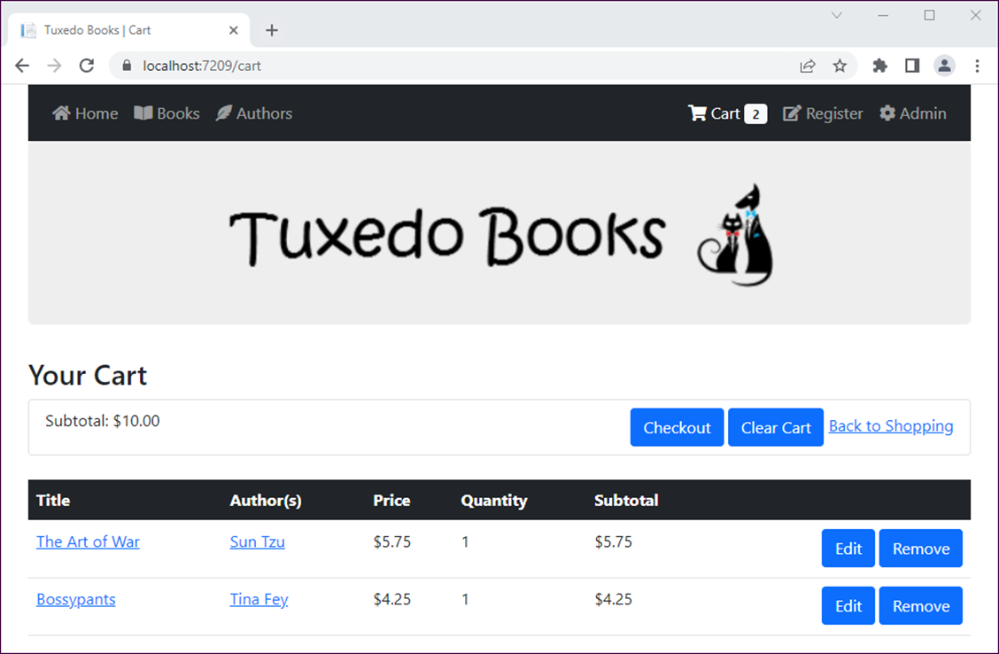 Tuxedo Books | Cart
localhost:7209/cart
Home Books Authors Cart 2 Register Admin
Tuxedo Books
Your Cart
Subtotal: $10.00 Checkout Clear Cart Back to Shopping
Title Author(s) Price Quantity Subtotal
The Art of War Sun Tzu $5.75 1 $5.75 Edit Remove
Bossypants Tina Fey $4.25 1 $4.25 Edit Remove